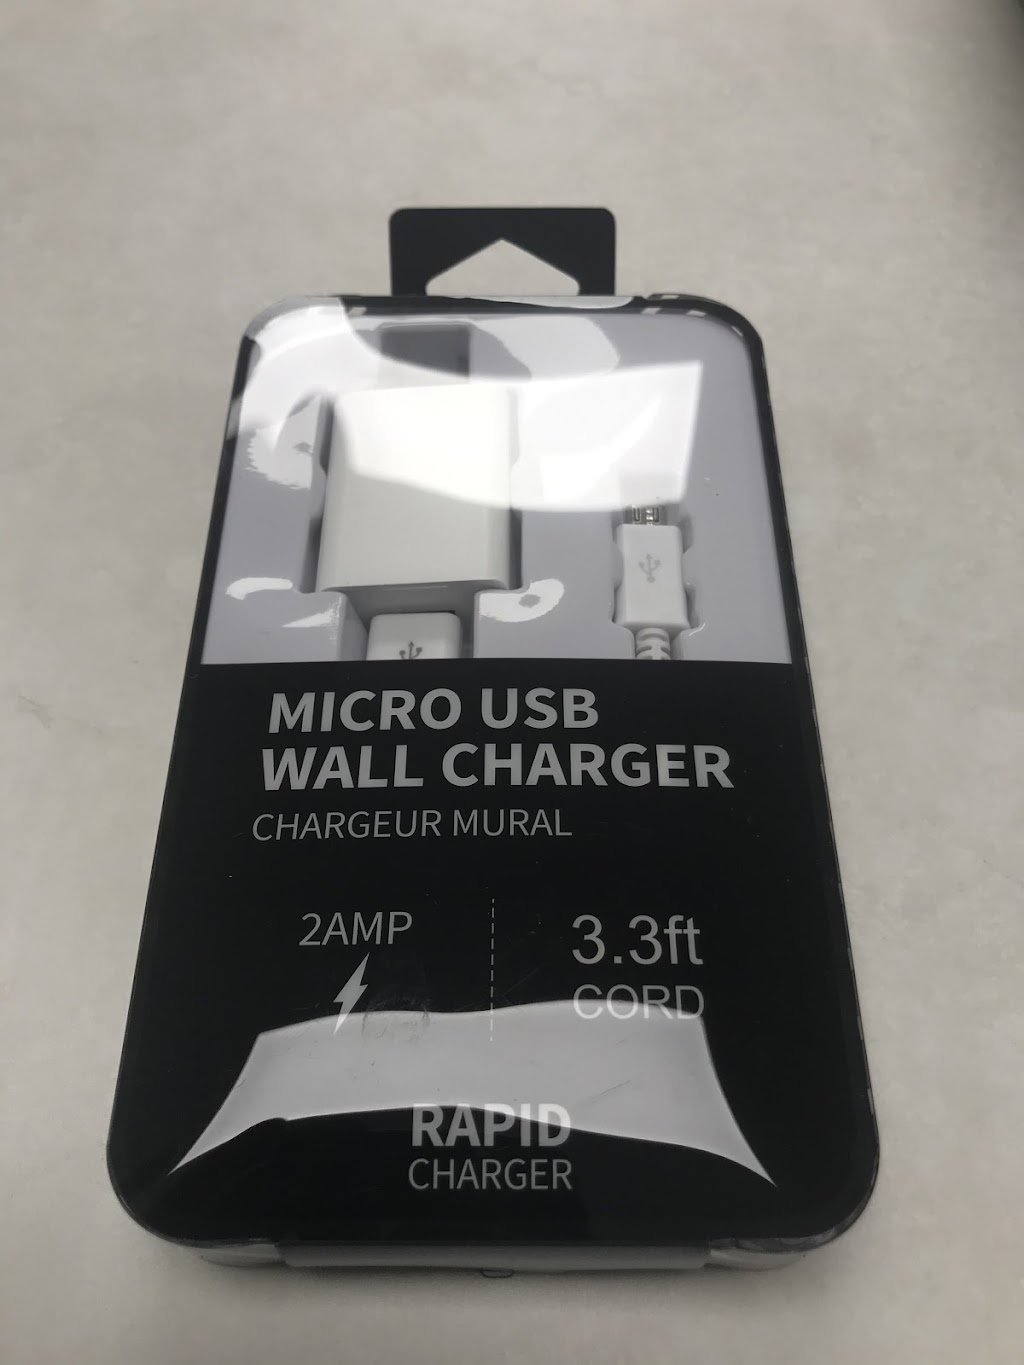 MICRO USB
WALL CHARGER
CHARGEUR MURAL
2AMP
3.3ft
CORD
RAPID
CHARGER